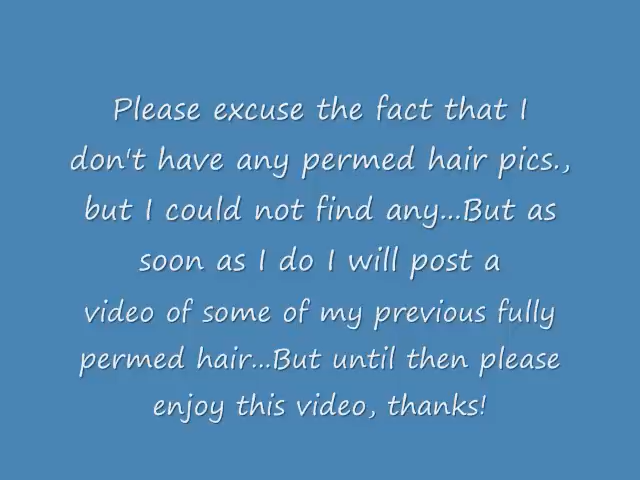 Please excuse the fact that I
don't have any permed hair pics.,
but I could not find any...But as
soon as I do I will post a
video of some of my previous fully
permed hair...But until then please
enjoy this video, thanks!